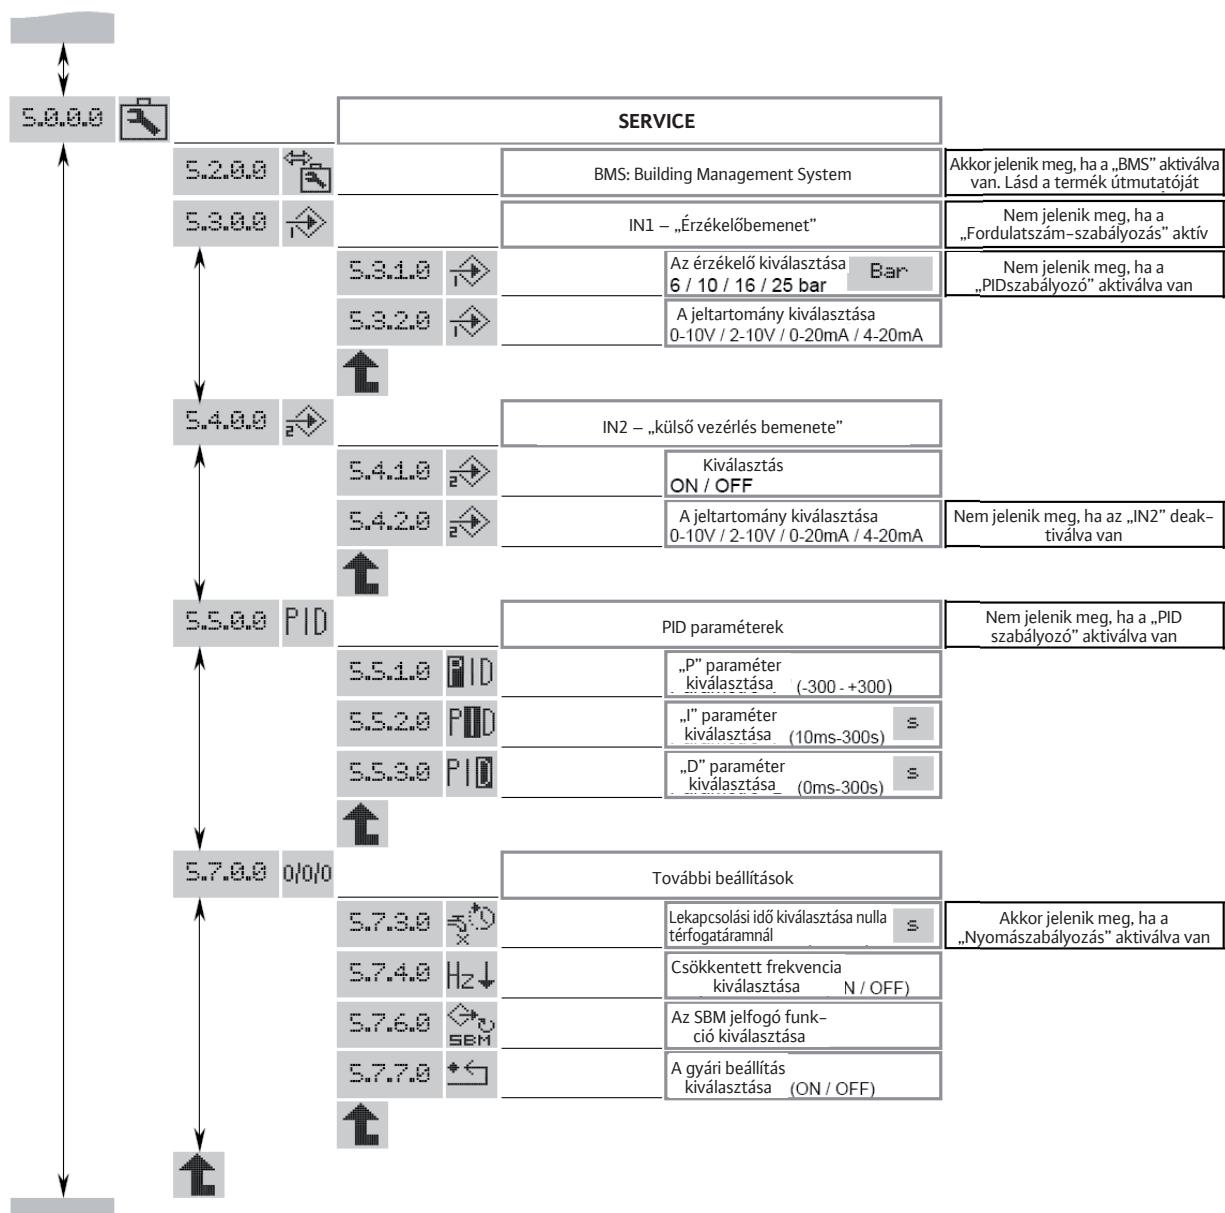 5.0.0.0
SERVICE
5.2.0.0
BMS: Building Management System
Akkor jelenik meg, ha a „BMS” aktiválva
van. Lásd a termék útmutatóját
5.3.0.0
1
IN1 – „Érzékelőbemenet”
Nem jelenik meg, ha a
„Fordulatszám-szabályozás” aktív
5.3.1.0
1
Az érzékelő kiválasztása
6 / 10 / 16 / 25 bar
Bar
Nem jelenik meg, ha a
„PIDszabályozó” aktiválva van
5.3.2.0
1
A jeltartomány kiválasztása
0-10V / 2-10V / 0-20mA / 4-20mA
5.4.0.0
2
IN2 – „külső vezérlés bemenete”
5.4.1.0
2
Kiválasztás
ON / OFF
5.4.2.0
2
A jeltartomány kiválasztása
0-10V / 2-10V / 0-20mA / 4-20mA
Nem jelenik meg, ha az „IN2” deak-
tiválva van
5.5.0.0
PID
PID paraméterek
Nem jelenik meg, ha a „PID
szabályozó” aktiválva van
5.5.1.0
PID
„P” paraméter
kiválasztása (-300 - +300)
5.5.2.0
PID
„I” paraméter
kiválasztása (10ms-300s)
s
5.5.3.0
PID
„D” paraméter
kiválasztása (0ms-300s)
s
5.7.0.0
0/0/0
További beállítások
5.7.3.0
x
Lekapcsolási idő kiválasztása nulla
térfogatáramnál
s
Akkor jelenik meg, ha a
„Nyomászabályozás” aktiválva van
5.7.4.0
Hz
Csökkentett frekvencia
kiválasztása N / OFF)
5.7.6.0
SBM
Az SBM jelfogó funk-
ció kiválasztása
5.7.7.0
A gyári beállítás
kiválasztása (ON / OFF)